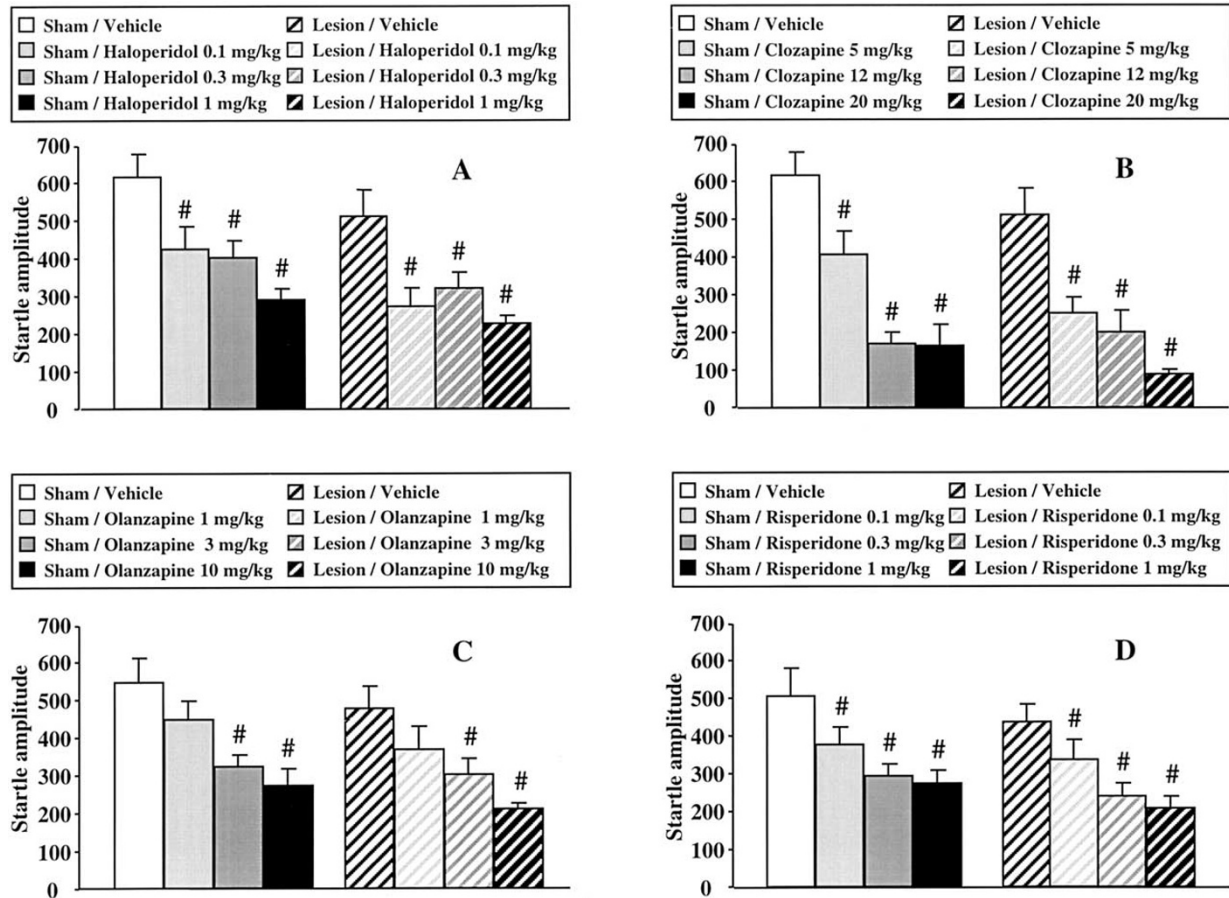 Sham / Vehicle
Sham / Haloperidol 0.1 mg/kg
Sham / Haloperidol 0.3 mg/kg
Sham / Haloperidol 1 mg/kg
Lesion / Vehicle
Lesion / Haloperidol 0.1 mg/kg
Lesion / Haloperidol 0.3 mg/kg
Lesion / Haloperidol 1 mg/kg
A
Startle amplitude
700
600
500
400
300
200
100
0
# # #
# # #
Sham / Vehicle
Sham / Clozapine 5 mg/kg
Sham / Clozapine 12 mg/kg
Sham / Clozapine 20 mg/kg
Lesion / Vehicle
Lesion / Clozapine 5 mg/kg
Lesion / Clozapine 12 mg/kg
Lesion / Clozapine 20 mg/kg
B
Startle amplitude
700
600
500
400
300
200
100
0
# # #
# # #
Sham / Vehicle
Sham / Olanzapine 1 mg/kg
Sham / Olanzapine 3 mg/kg
Sham / Olanzapine 10 mg/kg
Lesion / Vehicle
Lesion / Olanzapine 1 mg/kg
Lesion / Olanzapine 3 mg/kg
Lesion / Olanzapine 10 mg/kg
C
Startle amplitude
700
600
500
400
300
200
100
0
# #
# #
Sham / Vehicle
Sham / Risperidone 0.1 mg/kg
Sham / Risperidone 0.3 mg/kg
Sham / Risperidone 1 mg/kg
Lesion / Vehicle
Lesion / Risperidone 0.1 mg/kg
Lesion / Risperidone 0.3 mg/kg
Lesion / Risperidone 1 mg/kg
D
Startle amplitude
700
600
500
400
300
200
100
0
# # #
# # #